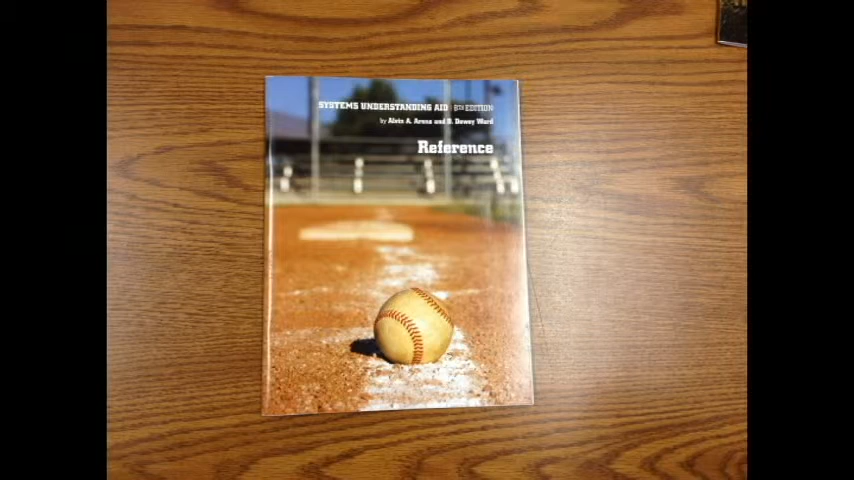 SYSTEMS UNDERSTANDING AID 8TH EDITION
by Alvin A. Arens and D. Dewey Ward
Reference